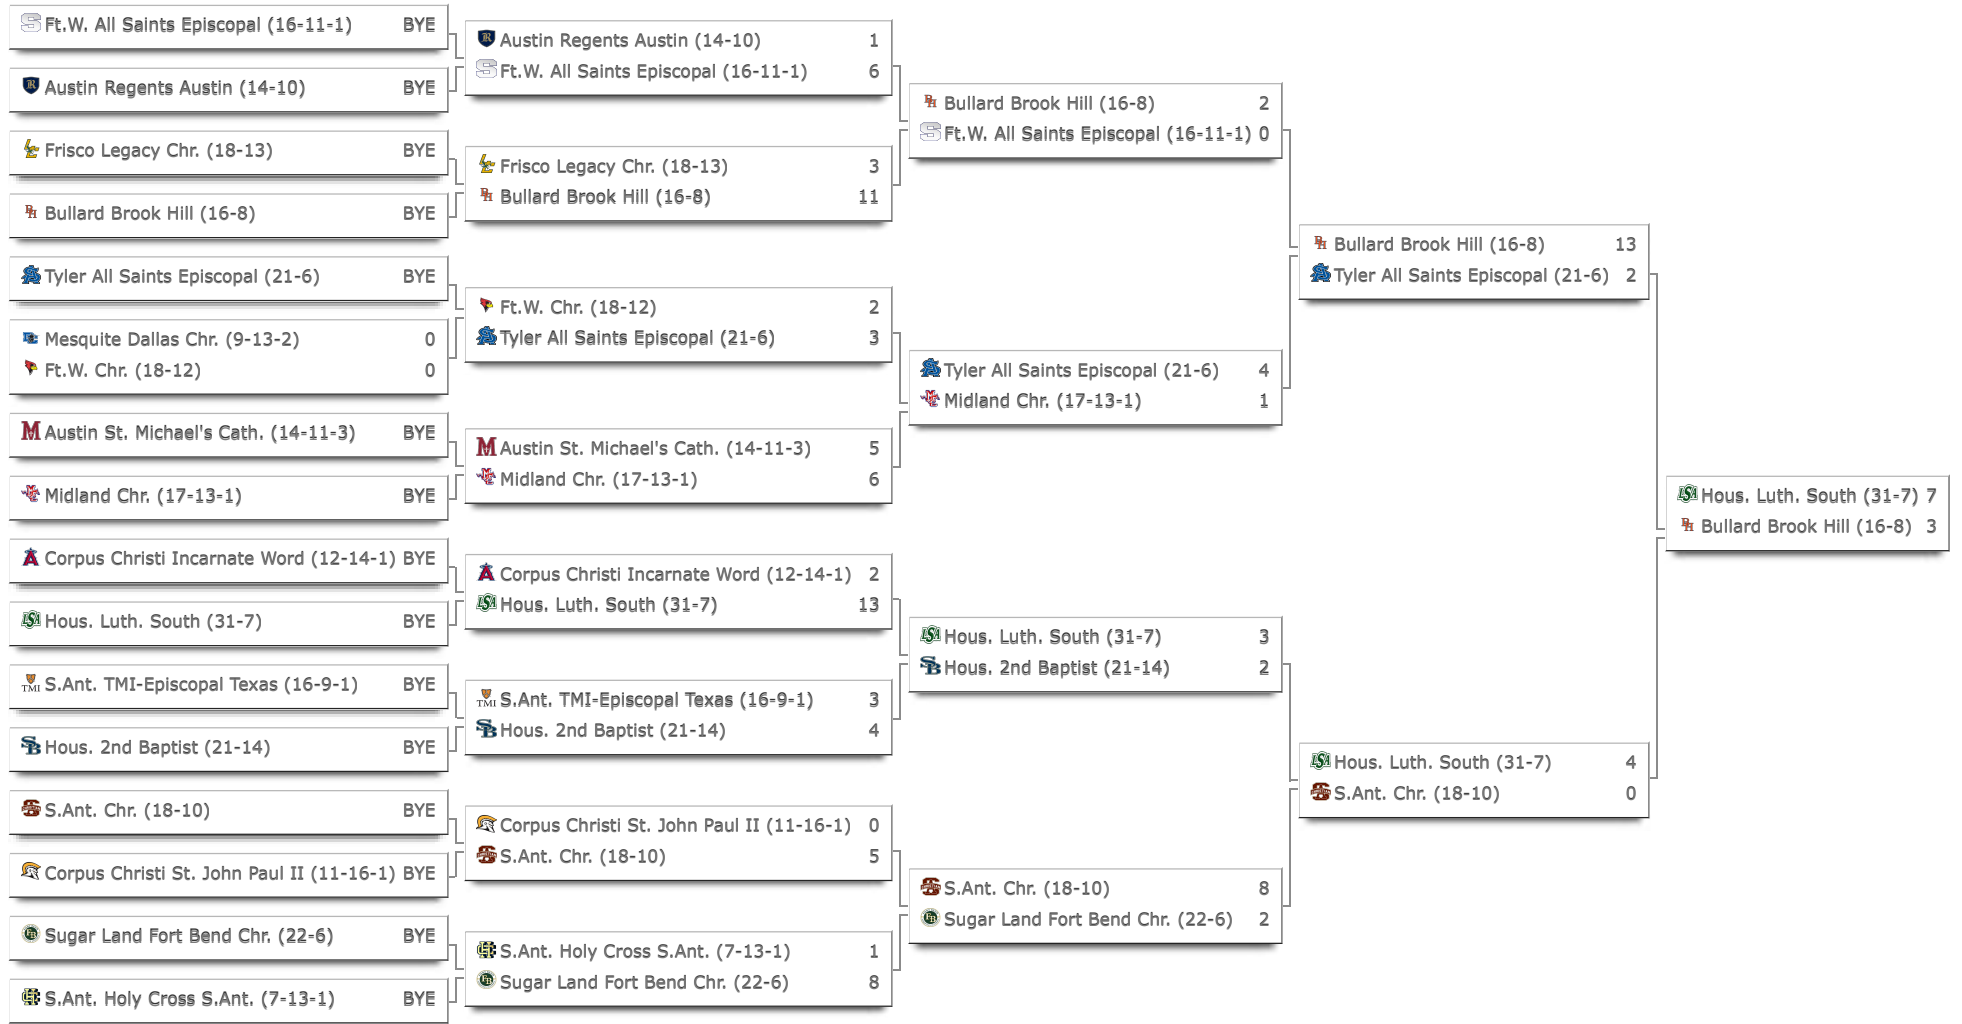 Ft.W. All Saints Episcopal (16-11-1) BYE
Austin Regents Austin (14-10) BYE
Frisco Legacy Chr. (18-13) BYE
Bullard Brook Hill (16-8) BYE
Tyler All Saints Episcopal (21-6) BYE
Mesquite Dallas Chr. (9-13-2) 0
Ft.W. Chr. (18-12) 0
Austin St. Michael's Cath. (14-11-3) BYE
Midland Chr. (17-13-1) BYE
Corpus Christi Incarnate Word (12-14-1) BYE
Hous. Luth. South (31-7) BYE
S.Ant. TMI-Episcopal Texas (16-9-1) BYE
Hous. 2nd Baptist (21-14) BYE
S.Ant. Chr. (18-10) BYE
Corpus Christi St. John Paul II (11-16-1) BYE
Sugar Land Fort Bend Chr. (22-6) BYE
S.Ant. Holy Cross S.Ant. (7-13-1) BYE
Austin Regents Austin (14-10) 1
Ft.W. All Saints Episcopal (16-11-1) 6
Frisco Legacy Chr. (18-13) 3
Bullard Brook Hill (16-8) 11
Ft.W. Chr. (18-12) 2
Tyler All Saints Episcopal (21-6) 3
Austin St. Michael's Cath. (14-11-3) 5
Midland Chr. (17-13-1) 6
Corpus Christi Incarnate Word (12-14-1) 2
Hous. Luth. South (31-7) 13
S.Ant. TMI-Episcopal Texas (16-9-1) 3
Hous. 2nd Baptist (21-14) 4
Corpus Christi St. John Paul II (11-16-1) 0
S.Ant. Chr. (18-10) 5
S.Ant. Holy Cross S.Ant. (7-13-1) 1
Sugar Land Fort Bend Chr. (22-6) 8
Bullard Brook Hill (16-8) 2
Ft.W. All Saints Episcopal (16-11-1) 0
Tyler All Saints Episcopal (21-6) 4
Midland Chr. (17-13-1) 1
Hous. Luth. South (31-7) 3
Hous. 2nd Baptist (21-14) 2
S.Ant. Chr. (18-10) 8
Sugar Land Fort Bend Chr. (22-6) 2
Bullard Brook Hill (16-8) 13
Tyler All Saints Episcopal (21-6) 2
Hous. Luth. South (31-7) 4
S.Ant. Chr. (18-10) 0
Hous. Luth. South (31-7) 7
Bullard Brook Hill (16-8) 3